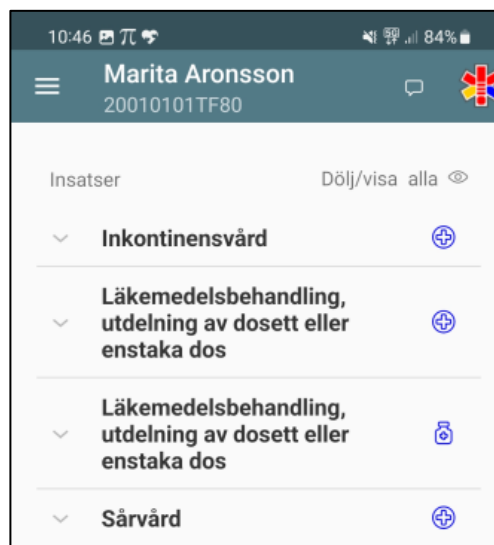 10:46 84%
Marita Aronsson
20010101TF80
Insatser Dölj/visa alla
Inkontinensvård
Läkemedelsbehandling,
utdelning av dosett eller
enstaka dos
Läkemedelsbehandling,
utdelning av dosett eller
enstaka dos
Sårvård